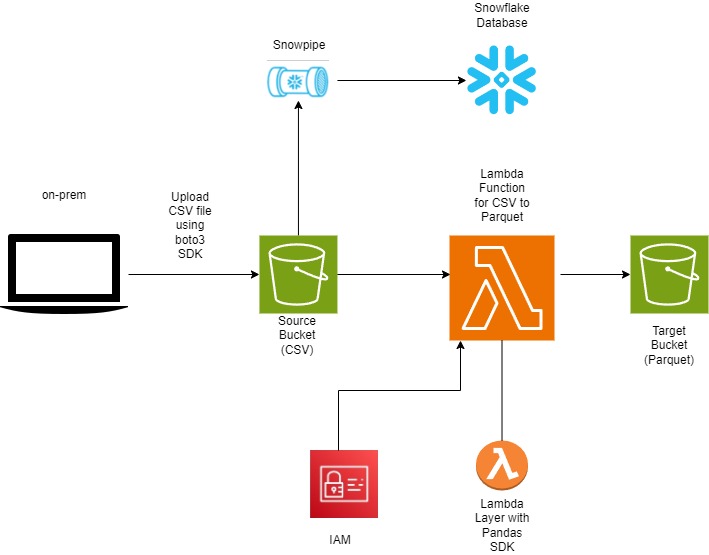 Snowflake
Database
Snowpipe
on-prem
Upload
CSV file
using
boto3
SDK
Lambda
Function
for CSV to
Parquet
Source
Bucket
(CSV)
Target
Bucket
(Parquet)
IAM
Lambda
Layer with
Pandas
SDK